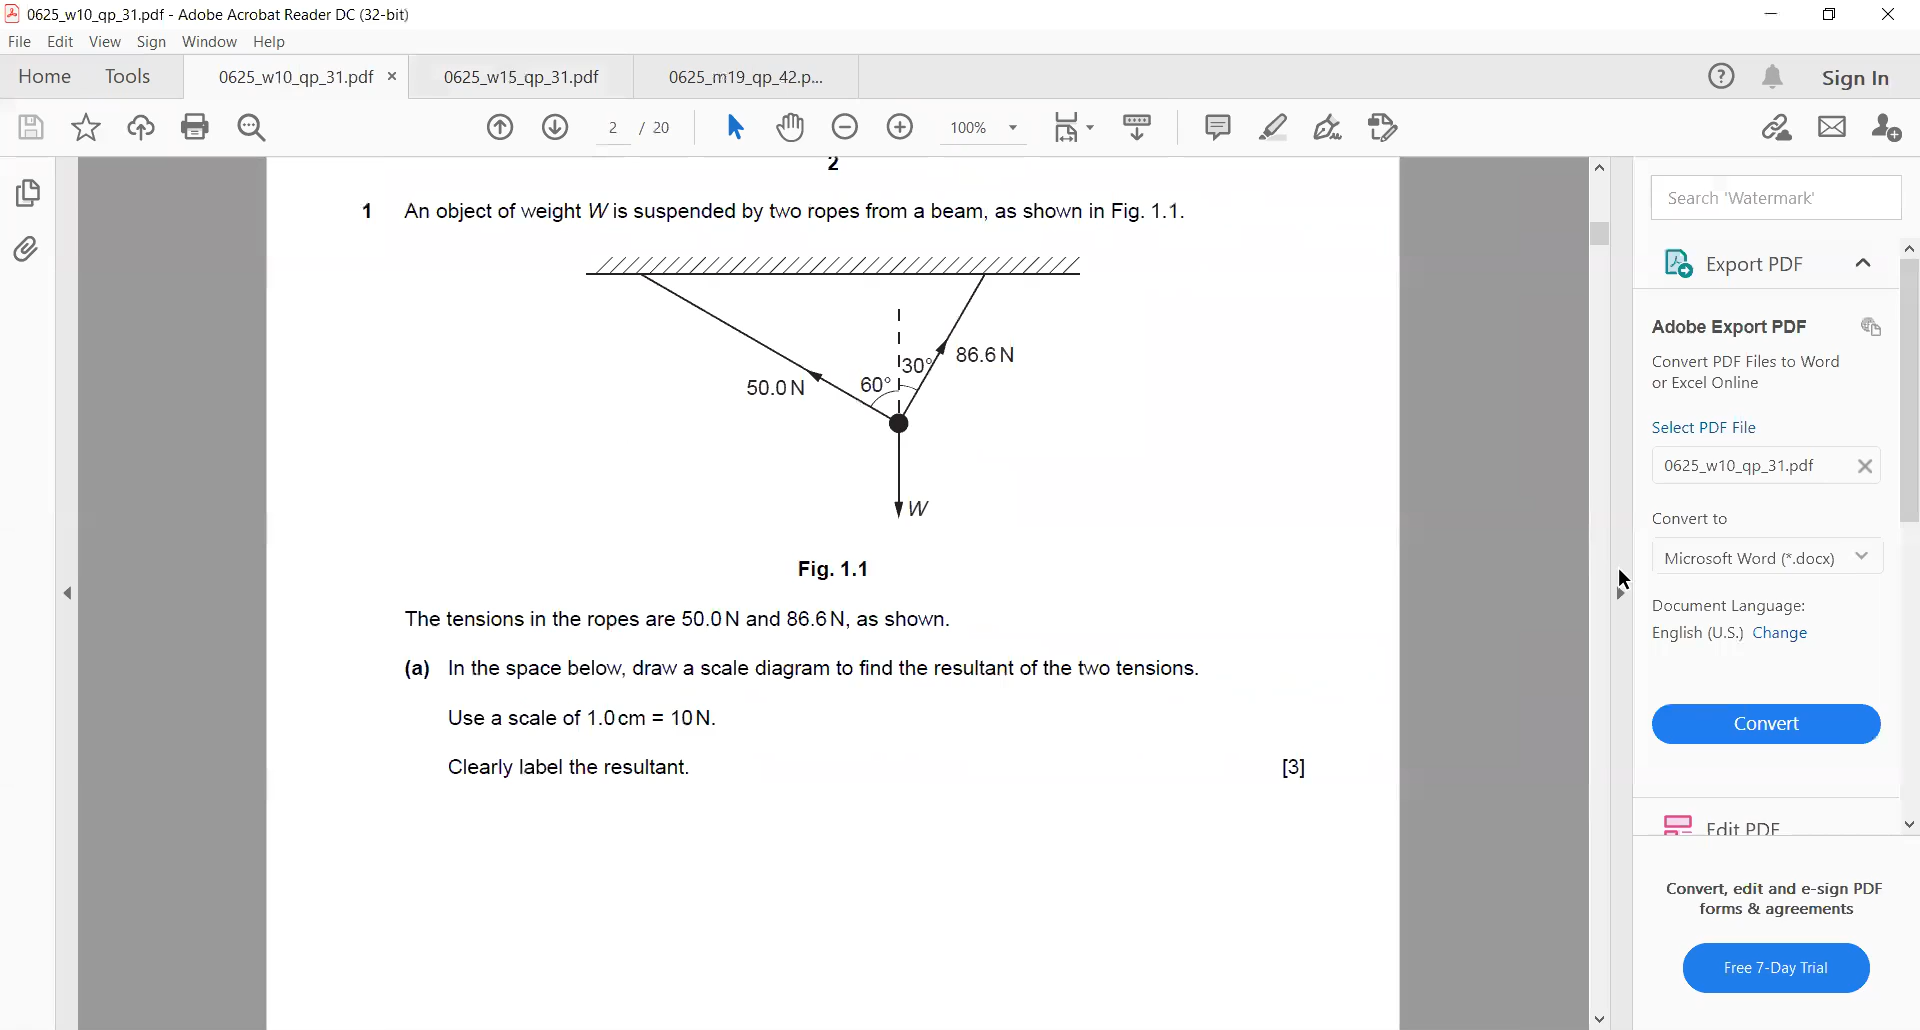 0625_w10_qp_31.pdf - Adobe Acrobat Reader DC (32-bit)
File Edit View Sign Window Help
Home Tools 0625_w10_qp_31.pdf × 0625_w15_qp_31.pdf 0625_m19_qp_42.p... Sign In
2 / 20 100%
2
1 An object of weight W is suspended by two ropes from a beam, as shown in Fig. 1.1.
30° 86.6 N
50.0 N 60°
W
Fig. 1.1
The tensions in the ropes are 50.0 N and 86.6 N, as shown.
(a) In the space below, draw a scale diagram to find the resultant of the two tensions.
Use a scale of 1.0 cm = 10 N.
Clearly label the resultant. [3]
Search 'Watermark'
Export PDF
Adobe Export PDF
Convert PDF Files to Word
or Excel Online
Select PDF File
0625_w10_qp_31.pdf
Convert to
Microsoft Word (*.docx)
Document Language:
English (U.S.) Change
Convert
Edit PDF
Convert, edit and e-sign PDF
forms & agreements
Free 7-Day Trial